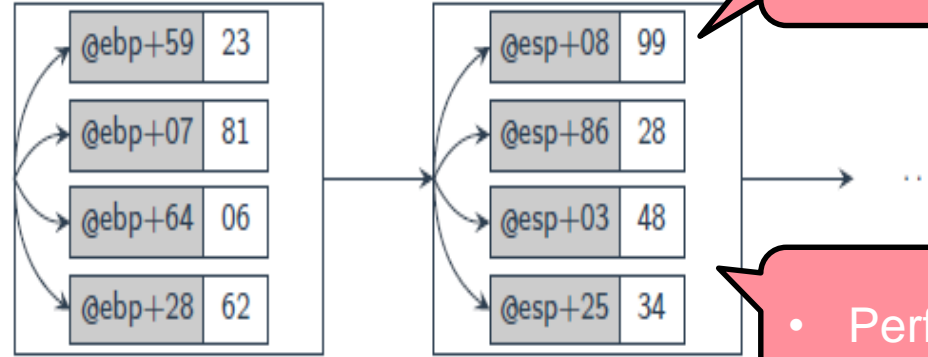 @ebp+59 23
@ebp+07 81
@ebp+64 06
@ebp+28 62
@esp+08 99
@esp+86 28
@esp+03 48
@esp+25 34
•